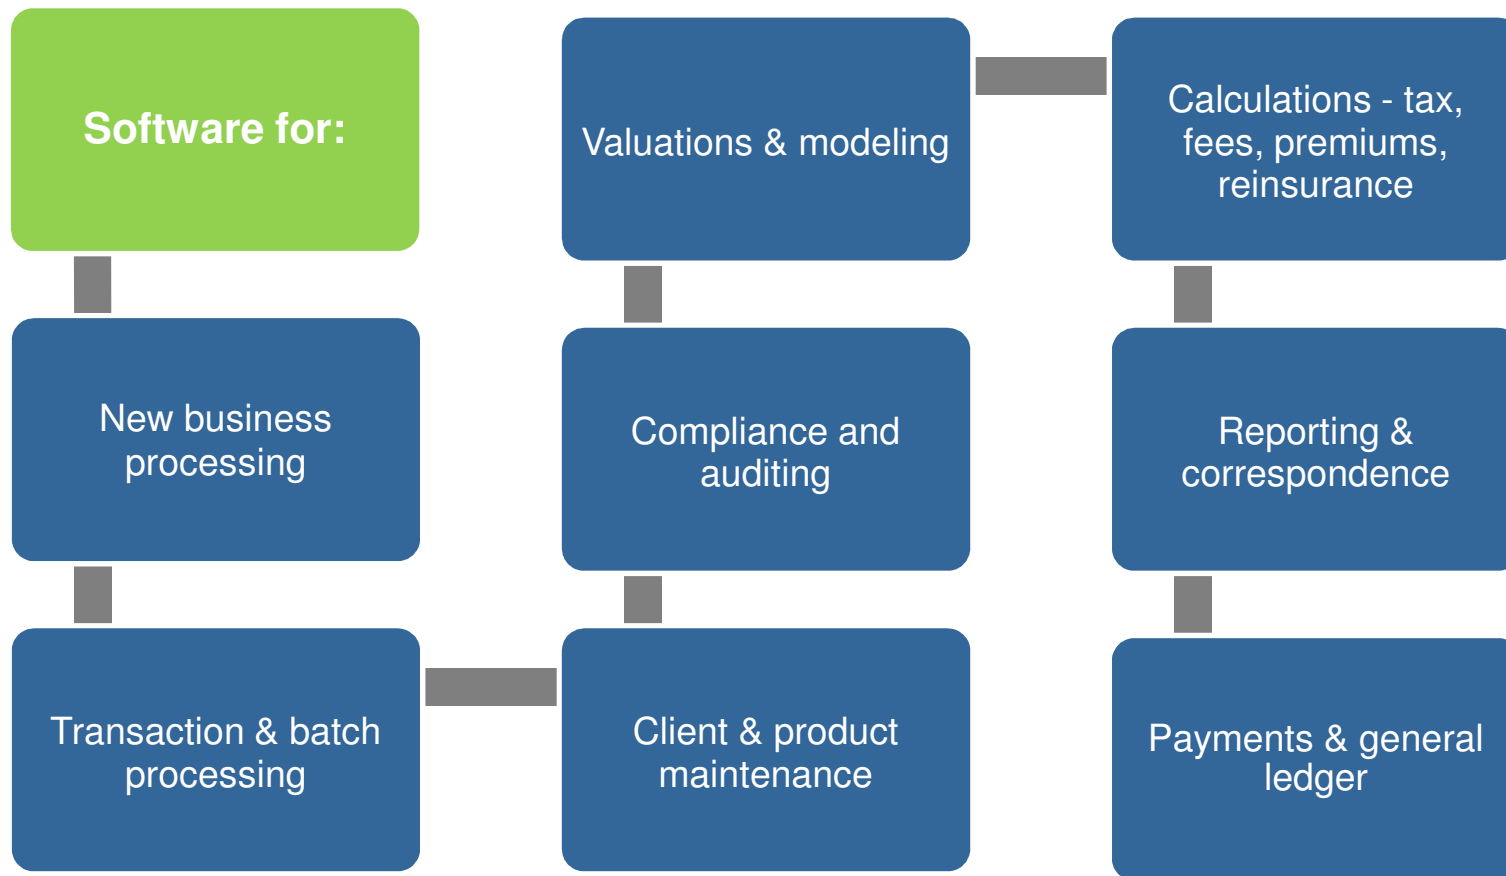 Software for:
New business
processing
Transaction & batch
processing
Client & product
maintenance
Compliance and
auditing
Valuations & modeling
Calculations - tax,
fees, premiums,
reinsurance
Reporting &
correspondence
Payments & general
ledger